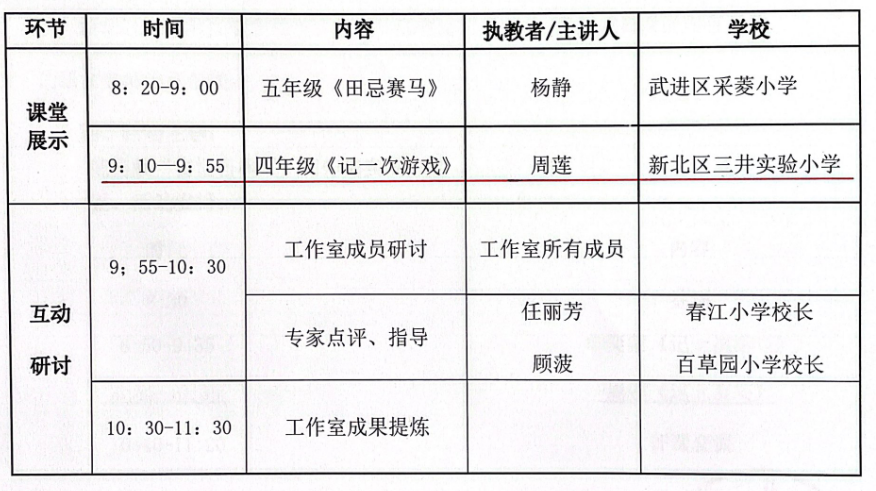 环节 时间 内容 执教者/主讲人 学校
课堂
展示
8：20-9：00 五年级《田忌赛马》 杨静 武进区采菱小学
9：10—9：55 四年级《记一次游戏》 周莲 新北区三井实验小学
互动
研讨
9；55-10：30 工作室成员研讨 工作室所有成员
专家点评、指导
任丽芳 春江小学校长
顾菠 百草园小学校长
10：30-11：30 工作室成果提炼